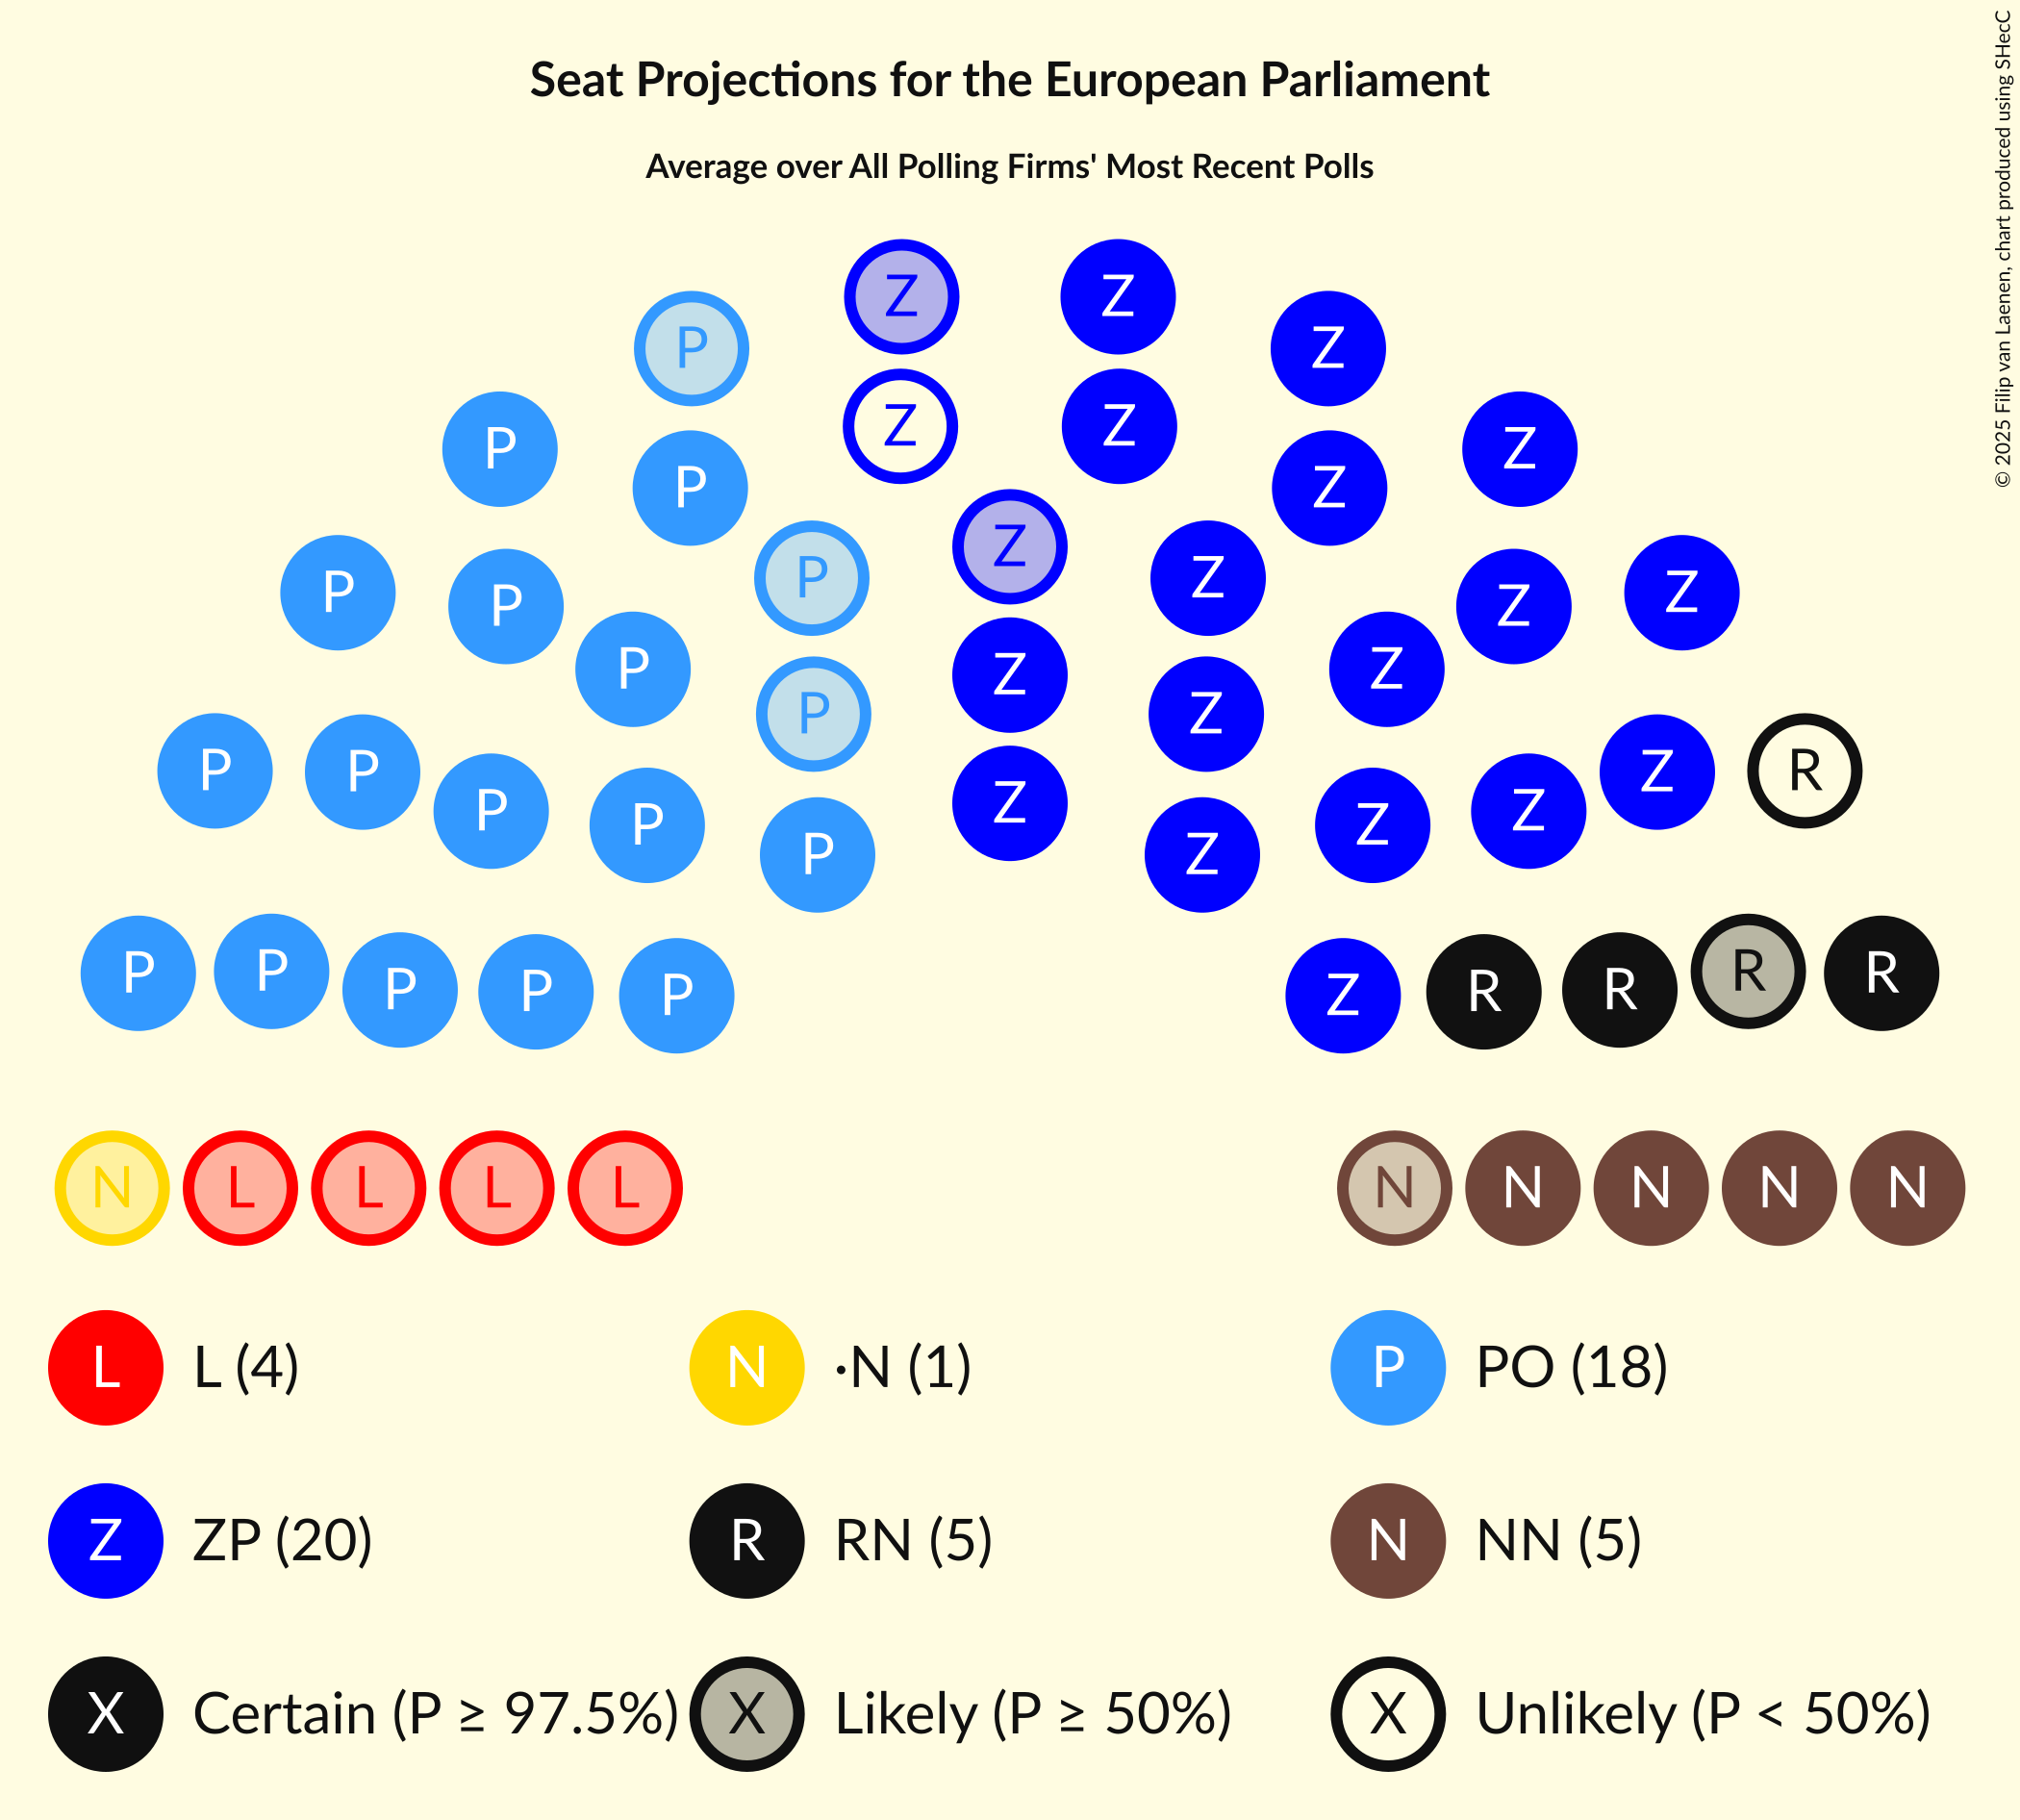 Seat Projections for the European Parliament
Average over All Polling Firms' Most Recent Polls
© 2025 Filip van Laenen, chart produced using SHecC
Z Z
P Z
Z Z
P Z
P Z
Z
P Z Z
P Z
P Z
P Z
Z
P Z
P Z
P P Z R
P Z
P Z
P Z
P P R R
P P R R
P Z
N L L L L N N N N N
L L (4) N ·N (1) P PO (18)
Z ZP (20) R RN (5) N NN (5)
X Certain (P ≥ 97.5%) X Likely (P ≥ 50%) X Unlikely (P < 50%)